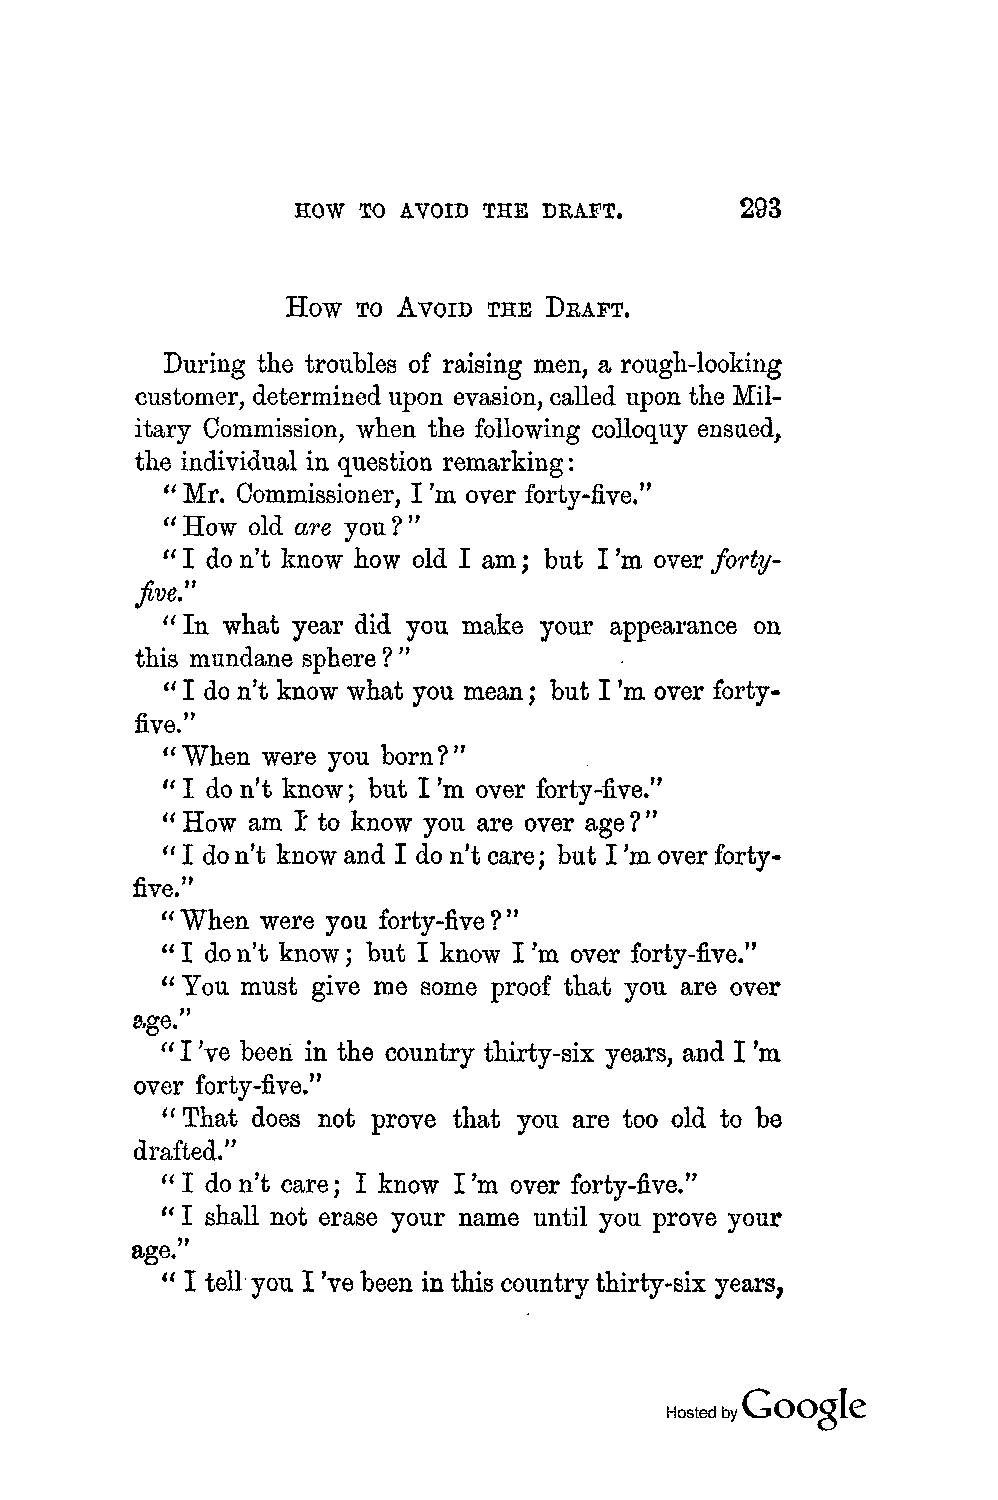 HOW TO AVOID THE DRAFT. 293
How to Avoid the Draft.
During the troubles of raising men, a rough-looking
customer, determined upon evasion, called upon the Mil-
itary Commission, when the following colloquy ensued,
the individual in question remarking:
"Mr. Commissioner, I 'm over forty-five."
"How old are you?"
"I do n't know how old I am; but I 'm over forty-
five."
"In what year did you make your appearance on
this mundane sphere?"
"I do n't know what you mean; but I 'm over forty-
five."
"When were you born?"
"I do n't know; but I 'm over forty-five."
"How am I to know you are over age?"
"I do n't know and I do n't care; but I 'm over forty-
five."
"When were you forty-five?"
"I do n't know; but I know I 'm over forty-five."
"You must give me some proof that you are over
age."
"I 've been in the country thirty-six years, and I 'm
over forty-five."
"That does not prove that you are too old to be
drafted."
"I do n't care; I know I 'm over forty-five."
"I shall not erase your name until you prove your
age."
"I tell you I 've been in this country thirty-six years,
Hosted by Google